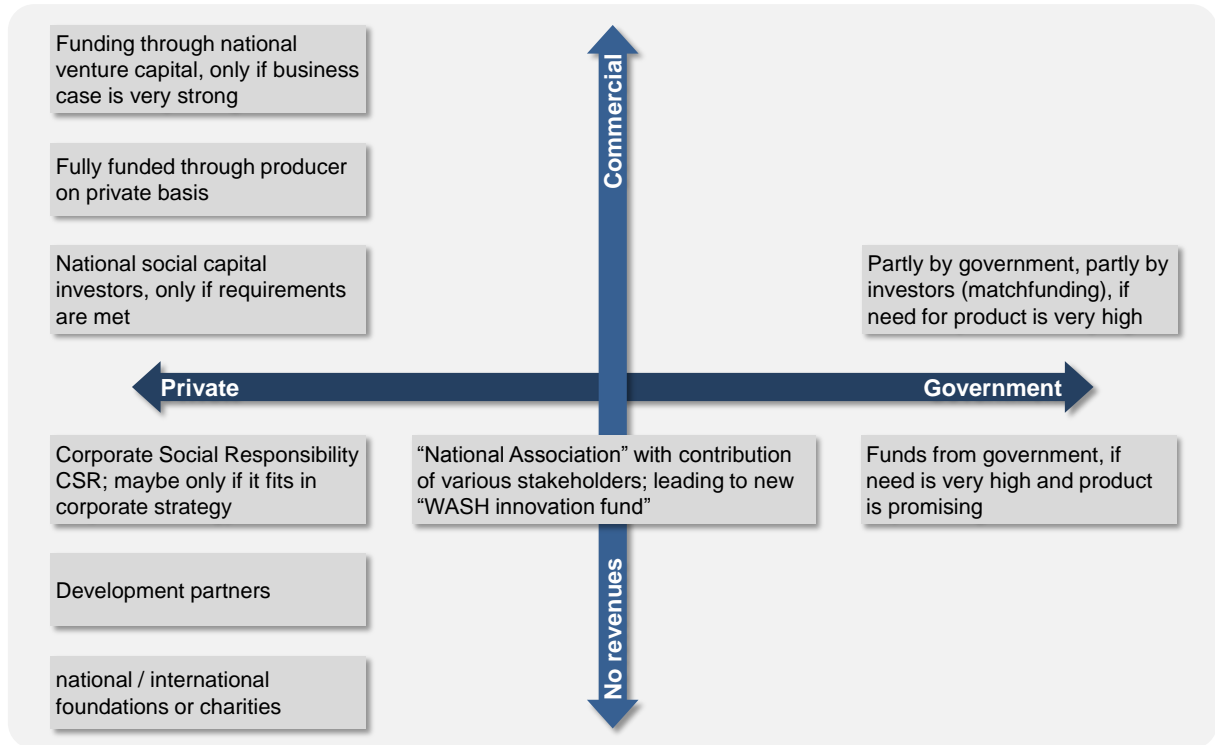 Funding through national
venture capital, only if business
case is very strong
Fully funded through producer
on private basis
National social capital
investors, only if requirements
are met
Commercial
Partly by government, partly by
investors (matchfunding), if
need for product is very high
Private
Government
Corporate Social Responsibility
CSR; maybe only if it fits in
corporate strategy
“National Association” with contribution
of various stakeholders; leading to new
“WASH innovation fund”
Funds from government, if
need is very high and product
is promising
Development partners
national / international
foundations or charities
No revenues